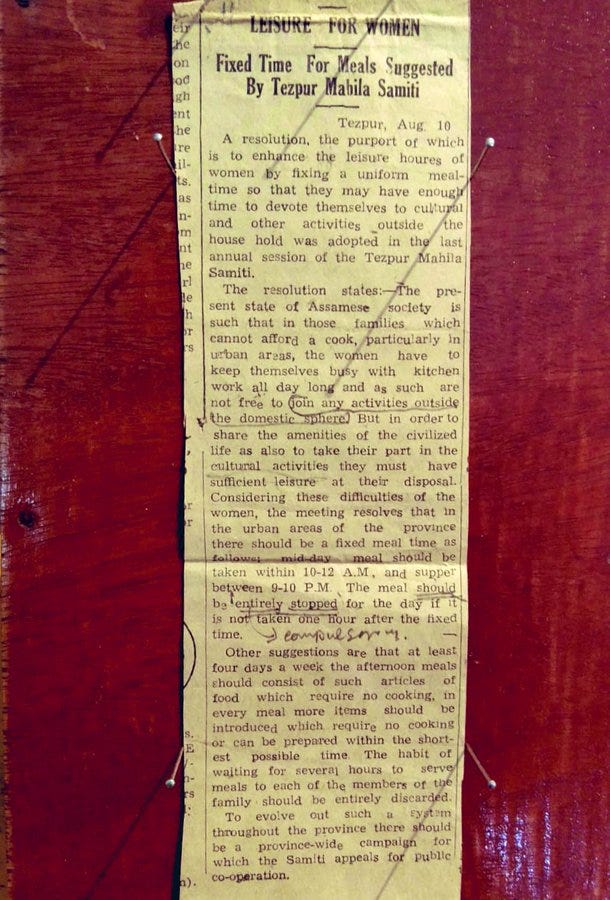 LEISURE FOR WOMEN
Fixed Time For Meals Suggested
By Tezpur Mahila Samiti
Tezpur, Aug 10
A resolution, the purport of which
is to enhance the leisure houres of
women by fixing a uniform meal-
time so that they may have enough
time to devote themselves to cultural
and other activities outside the
house hold was adopted in the last
annual session of the Tezpur Mahila
Samiti.
The resolution states:—The pre-
sent state of Assamese society is
such that in those families which
cannot afford a cook, particularly in
urban areas, the women have to
keep themselves busy with kitchen
work all day long and as such are
not free to join any activities outside
the domestic sphere. But in order to
share the amenities of the civilized
life as also to take their part in the
cultural activities they must have
sufficient leisure at their disposal.
Considering these difficulties of the
women, the meeting resolves that in
the urban areas of the province
there should be a fixed meal time as
follows: mid-day meal should be
taken within 10-12 A.M, and supper
between 9-10 P.M. The meal should
be entirely stopped for the day if it
is not taken one hour after the fixed
time. compulsory. —
Other suggestions are that at least
four days a week the afternoon meals
should consist of such articles of
food which require no cooking, in
every meal more items should be
introduced which require no cooking
or can be prepared within the short-
est possible time The habit of
waiting for several hours to serve
meals to each of the members of the
family should be entirely discarded.
To evolve out such a system
throughout the province there should
be a province-wide campaign for
which the Samiti appeals for public
co-operation.